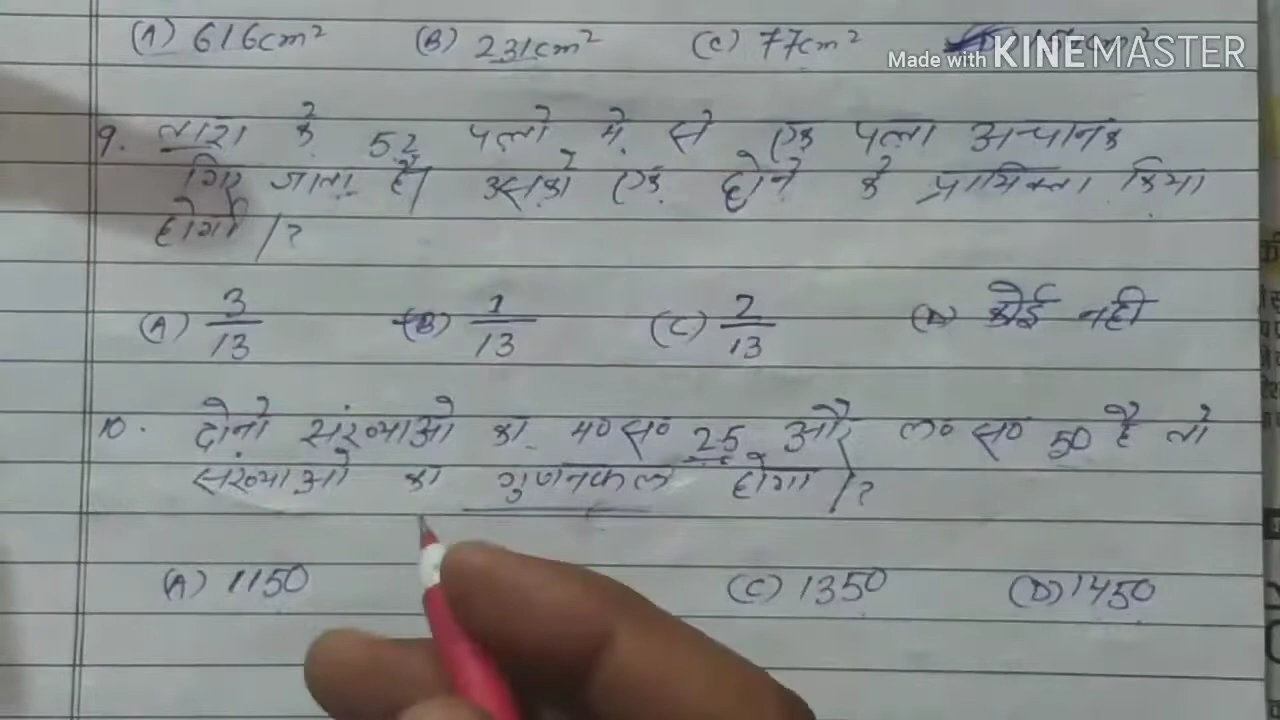 (A) 616cm² (B) 231cm² (C) 77cm²
Made with KINEMASTER
9. ताश के 52 पत्तो मे से एक पत्ता अचानक
गिर जाता है। उसको एक होने के प्रायिकता किया
होगी /?
(A) 3/13 (B) 1/13 (C) 2/13 (D) कोई नही
10. दोनो संख्याओ का म० स० 25 और ल० स० 50 है तो
संख्याओ का गुणनफल होगा /?
(A) 1150 (C) 1350 (D) 1450